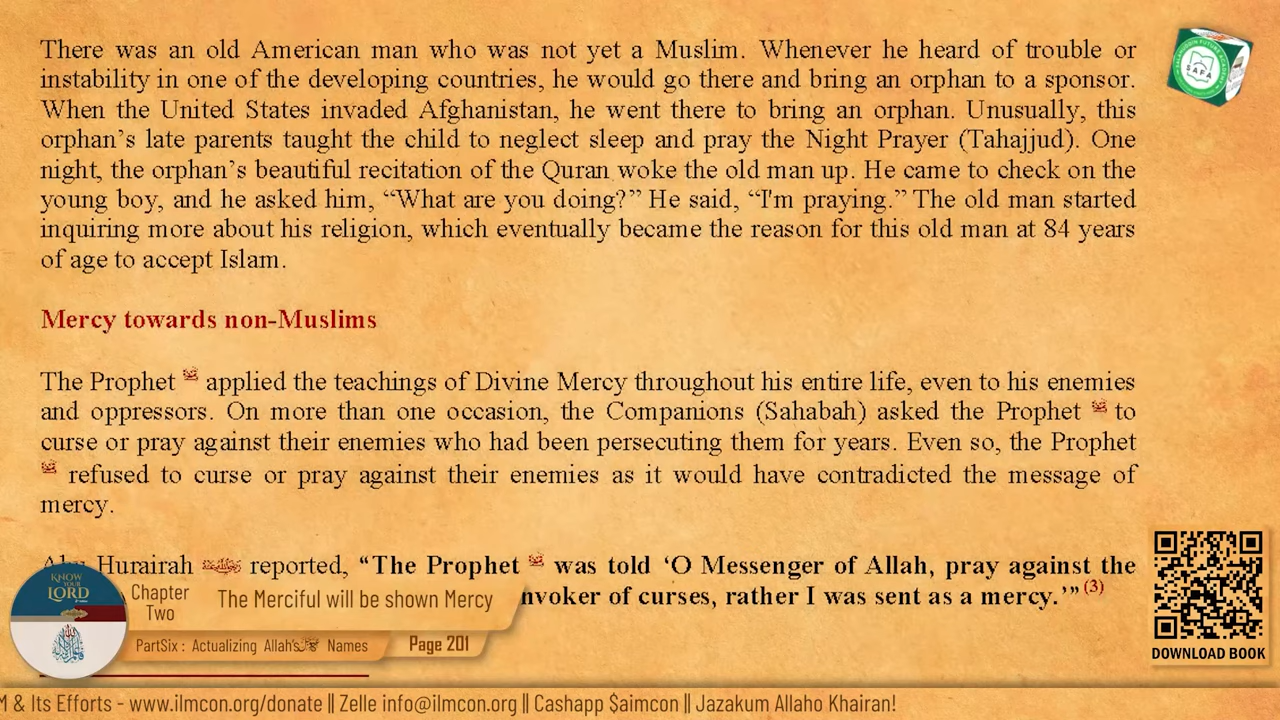 There was an old American man who was not yet a Muslim. Whenever he heard of trouble or
instability in one of the developing countries, he would go there and bring an orphan to a sponsor.
When the United States invaded Afghanistan, he went there to bring an orphan. Unusually, this
orphan’s late parents taught the child to neglect sleep and pray the Night Prayer (Tahajjud). One
night, the orphan’s beautiful recitation of the Quran woke the old man up. He came to check on the
young boy, and he asked him, “What are you doing?” He said, “I'm praying.” The old man started
inquiring more about his religion, which eventually became the reason for this old man at 84 years
of age to accept Islam.
Mercy towards non-Muslims
The Prophet ﷺ applied the teachings of Divine Mercy throughout his entire life, even to his enemies
and oppressors. On more than one occasion, the Companions (Sahabah) asked the Prophet ﷺ to
curse or pray against their enemies who had been persecuting them for years. Even so, the Prophet
ﷺ refused to curse or pray against their enemies as it would have contradicted the message of
mercy.
Hurairah reported, “The Prophet ﷺ was told ‘O Messenger of Allah, pray against the
nvoker of curses, rather I was sent as a mercy.’” (3)
KNOW
YOUR
LORD
Chapter
Two
The Merciful will be shown Mercy
PartSix : Actualizing Allah's Names
Page 201
SAFA
DOWNLOAD BOOK
M & Its Efforts - www.ilmcon.org/donate || Zelle info@ilmcon.org || Cashapp $aimcon || Jazakum Allaho Khairan!